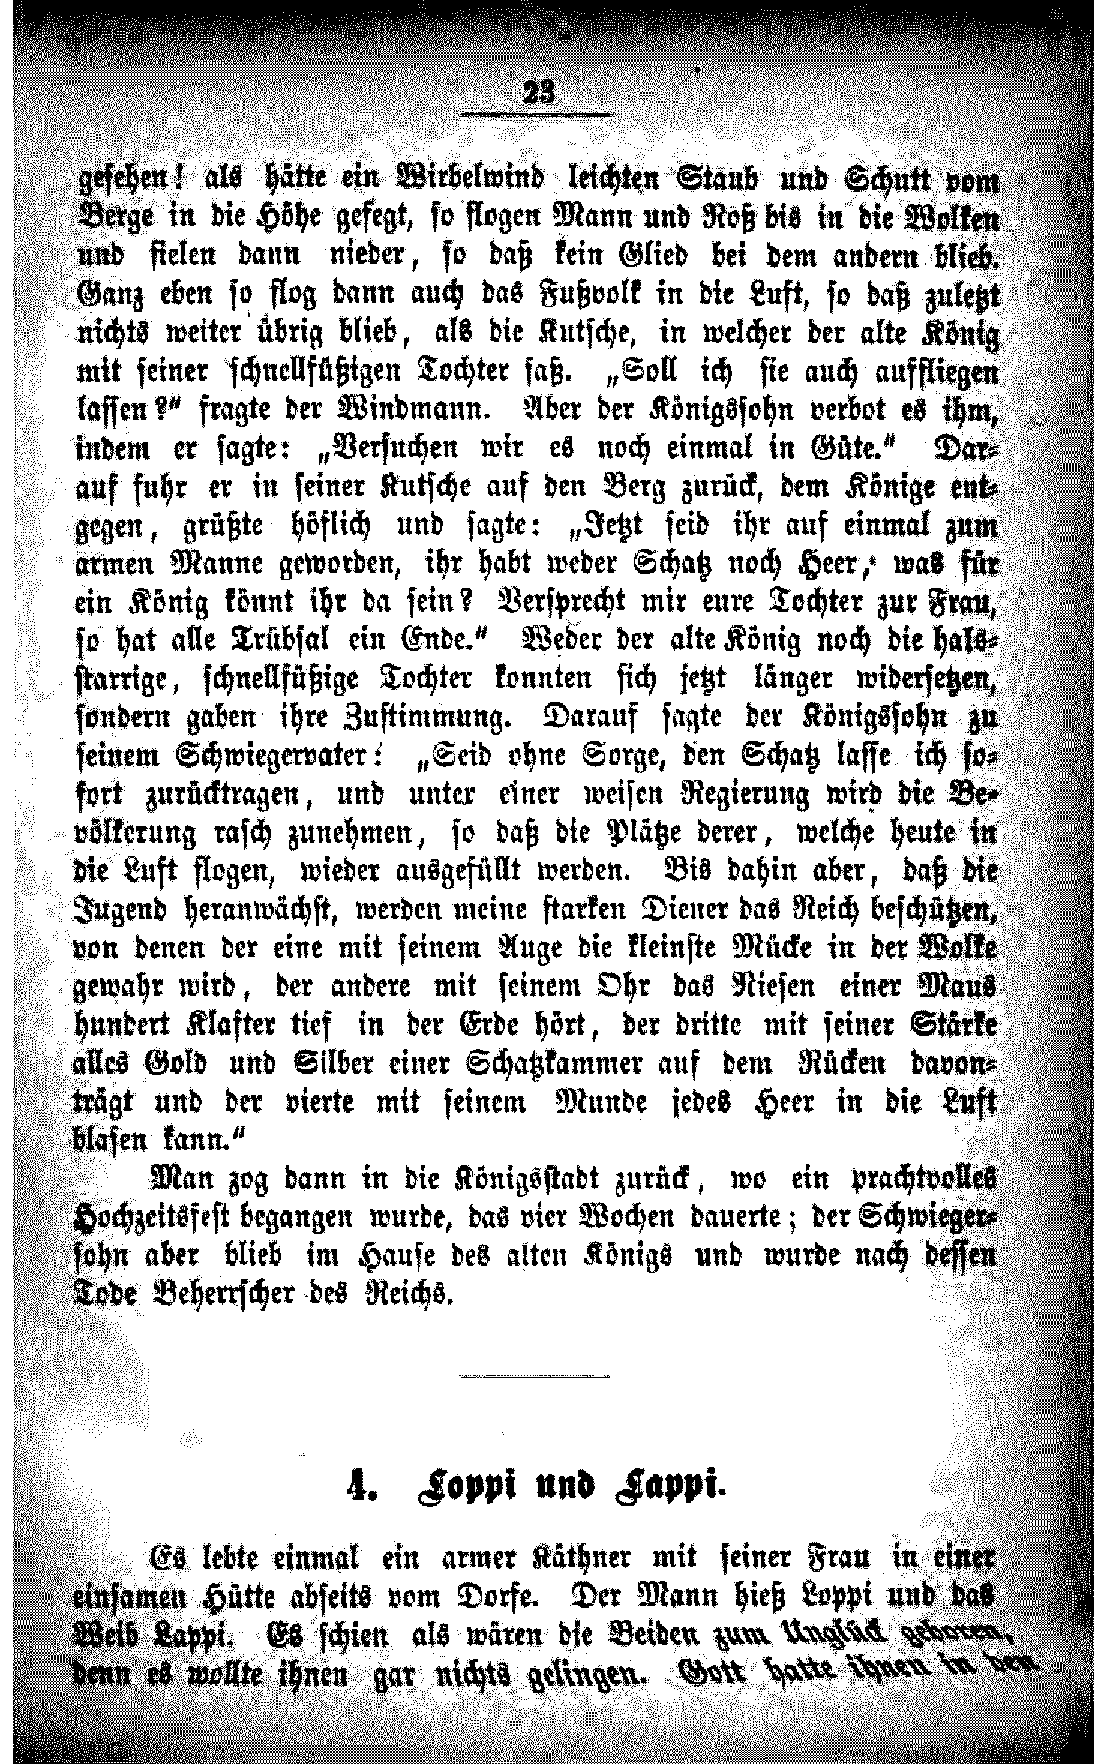 23
gesehen! als hätte ein Wirbelwind leichten Staub und Schutt vom
Berge in die Höhe gefegt, so flogen Mann und Roß bis in die Wolken
und fielen dann nieder, so daß kein Glied bei dem andern blieb.
Ganz eben so flog dann auch das Fußvolk in die Luft, so daß zuletzt
nichts weiter übrig blieb, als die Kutsche, in welcher der alte König
mit seiner schnellfüßigen Tochter saß. „Soll ich sie auch auffliegen
lassen?“ fragte der Windmann. Aber der Königssohn verbot es ihm,
indem er sagte: „Versuchen wir es noch einmal in Güte.“ Dar-
auf fuhr er in seiner Kutsche auf den Berg zurück, dem Könige ent-
gegen, grüßte höflich und sagte: „Jetzt seid ihr auf einmal zum
armen Manne geworden, ihr habt weder Schatz noch Heer, was für
ein König könnt ihr da sein? Versprecht mir eure Tochter zur Frau,
so hat alle Trübsal ein Ende.“ Weder der alte König noch die hals-
starrige, schnellfüßige Tochter konnten sich jetzt länger widersetzen,
sondern gaben ihre Zustimmung. Darauf sagte der Königssohn zu
seinem Schwiegervater: „Seid ohne Sorge, den Schatz lasse ich so-
fort zurücktragen, und unter einer weisen Regierung wird die Be-
völkerung rasch zunehmen, so daß die Plätze derer, welche heute in
die Luft flogen, wieder ausgefüllt werden. Bis dahin aber, daß die
Jugend heranwächst, werden meine starken Diener das Reich beschützen,
von denen der eine mit seinem Auge die kleinste Mücke in der Wolke
gewahr wird, der andere mit seinem Ohr das Niesen einer Maus
hundert Klafter tief in der Erde hört, der dritte mit seiner Stärke
alles Gold und Silber einer Schatzkammer auf dem Rücken davon-
trägt und der vierte mit seinem Munde jedes Heer in die Luft
blasen kann.“
Man zog dann in die Königsstadt zurück, wo ein prachtvolles
Hochzeitsfest begangen wurde, das vier Wochen dauerte; der Schwieger-
sohn aber blieb im Hause des alten Königs und wurde nach dessen
Tode Beherrscher des Reichs.
4. Loppi und Lappi.
Es lebte einmal ein armer Käthner mit seiner Frau in einer
einsamen Hütte abseits vom Dorfe. Der Mann hieß Loppi und das
Weib Lappi. Es schien als wären die Beiden zum Unglück geboren,
denn es wollte ihnen gar nichts gelingen. Gott hatte ihnen in den